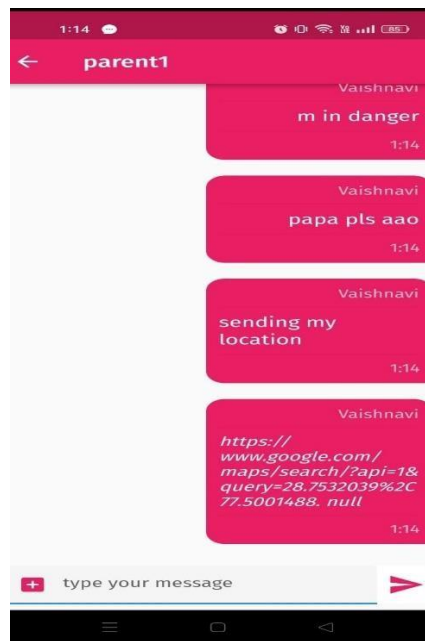 1:14
85
parent1
Vaishnavi
m in danger
1:14
Vaishnavi
papa pls aao
1:14
Vaishnavi
sending my
location
1:14
Vaishnavi
https://
www.google.com/
maps/search/?api=1&
query=28.7532039%2C
77.5001488. null
1:14
type your message